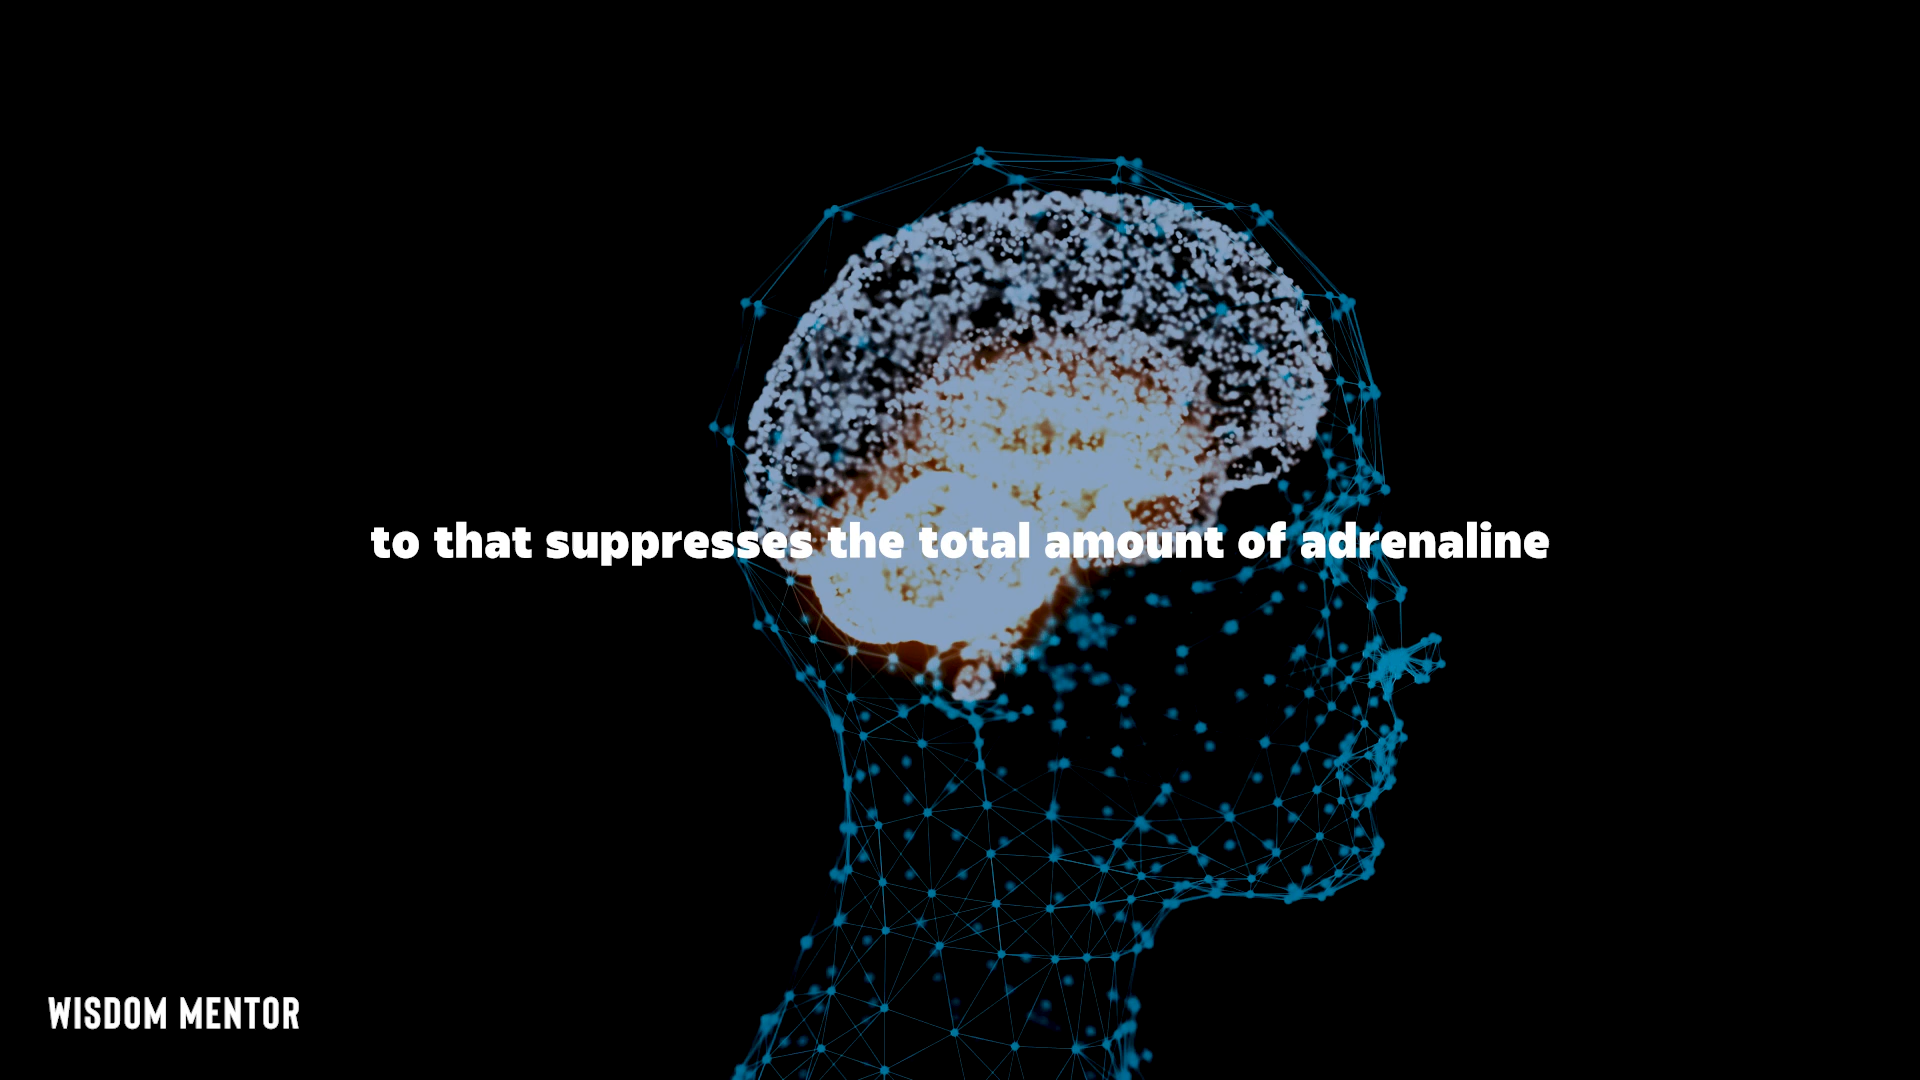 to that suppresses the total amount of adrenaline
WISDOM MENTOR